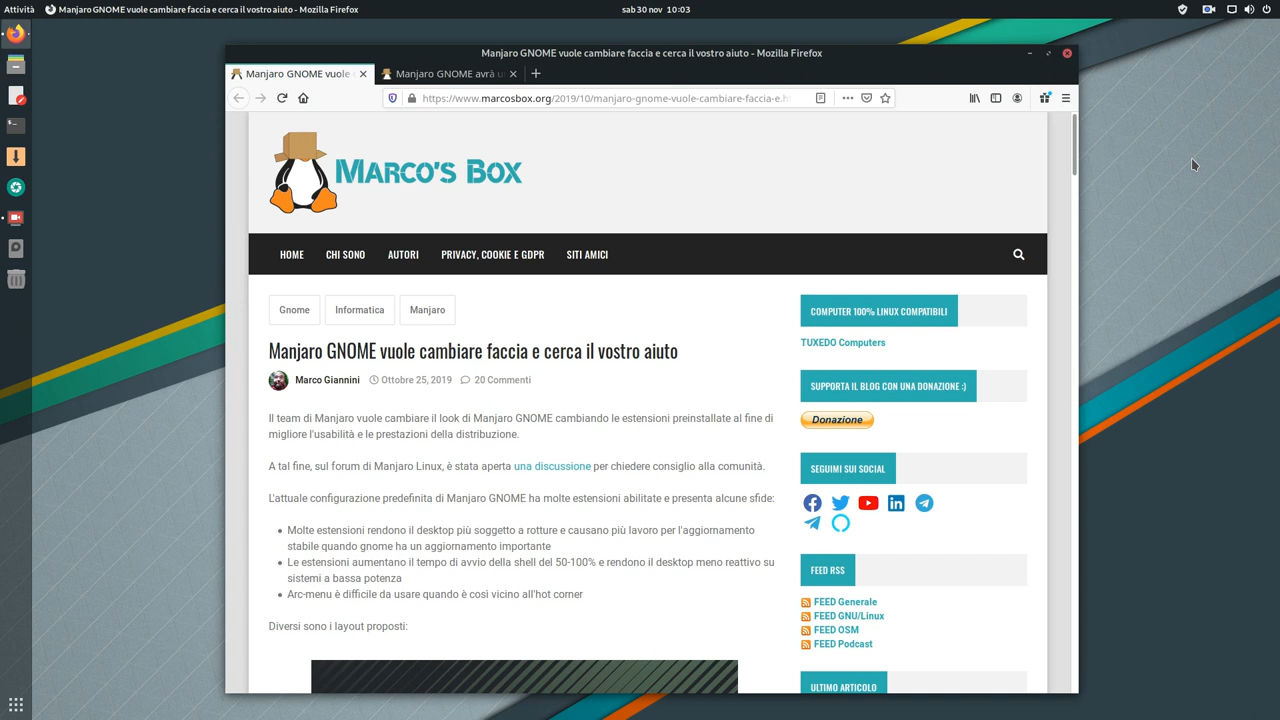 Attività
Manjaro GNOME vuole cambiare faccia e cerca il vostro aiuto - Mozilla Firefox
sab 30 nov 10:03
Manjaro GNOME vuole cambiare faccia e cerca il vostro aiuto - Mozilla Firefox
Manjaro GNOME vuole
Manjaro GNOME avrà u
https://www.marcosbox.org/2019/10/manjaro-gnome-vuole-cambiare-faccia-e.h
MARCO'S BOX
HOME
CHI SONO
AUTORI
PRIVACY, COOKIE E GDPR
SITI AMICI
Gnome
Informatica
Manjaro
Manjaro GNOME vuole cambiare faccia e cerca il vostro aiuto
Marco Giannini
Ottobre 25, 2019
20 Commenti
Il team di Manjaro vuole cambiare il look di Manjaro GNOME cambiando le estensioni preinstallate al fine di
migliore l'usabilità e le prestazioni della distribuzione.
A tal fine, sul forum di Manjaro Linux, è stata aperta una discussione per chiedere consiglio alla comunità.
L'attuale configurazione predefinita di Manjaro GNOME ha molte estensioni abilitate e presenta alcune sfide:
Molte estensioni rendono il desktop più soggetto a rotture e causano più lavoro per l'aggiornamento
stabile quando gnome ha un aggiornamento importante
Le estensioni aumentano il tempo di avvio della shell del 50-100% e rendono il desktop meno reattivo su
sistemi a bassa potenza
Arc-menu è difficile da usare quando è così vicino all'hot corner
Diversi sono i layout proposti:
COMPUTER 100% LINUX COMPATIBILI
TUXEDO Computers
SUPPORTA IL BLOG CON UNA DONAZIONE :)
Donazione
SEGUIMI SUI SOCIAL
FEED RSS
FEED Generale
FEED GNU/Linux
FEED OSM
FEED Podcast
ULTIMO ARTICOLO